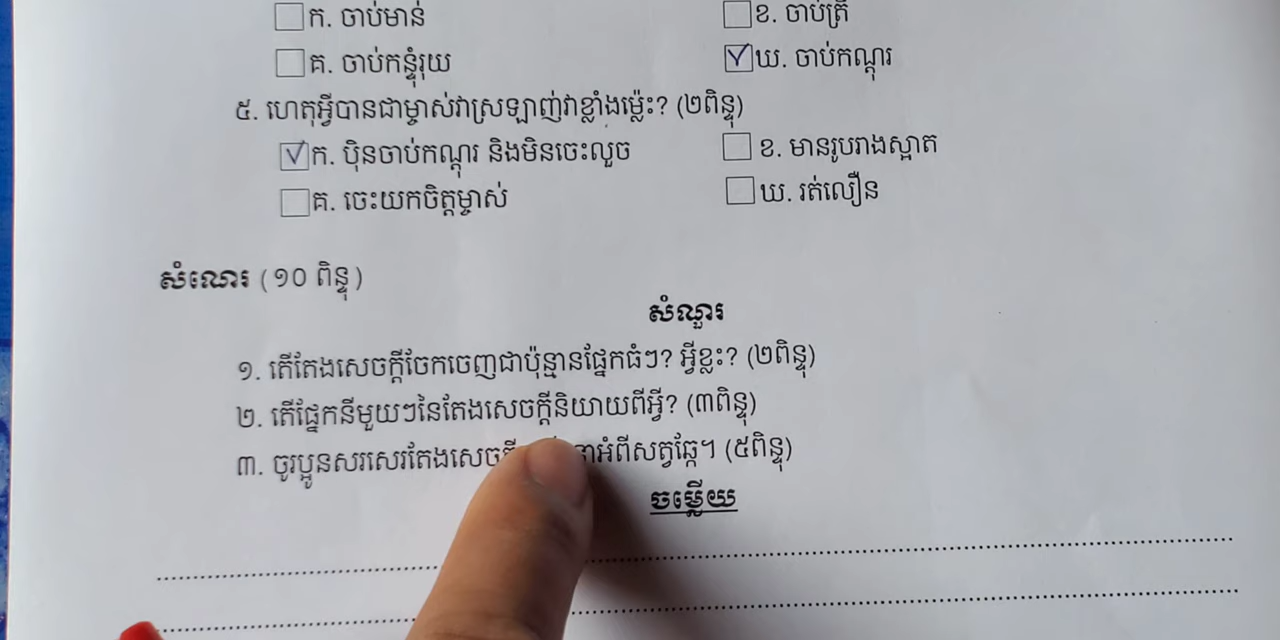 ក. ចាប់មាន់ ខ. ចាប់ត្រី
គ. ចាប់កន្ទុំរុយ ឃ. ចាប់កណ្ដុរ
៥. ហេតុអ្វីបានជាម្ចាស់វាស្រឡាញ់វាខ្លាំងម្ល៉េះ? (២ពិន្ទុ)
ក. ប៉ិនចាប់កណ្ដុរ និងមិនចេះលួច ខ. មានរូបរាងស្អាត
គ. ចេះយកចិត្តម្ចាស់ ឃ. រត់លឿន
សំណេរ (១០ ពិន្ទុ)
សំណួរ
១. តើតែងសេចក្ដីចែកចេញជាប៉ុន្មានផ្នែកធំៗ? អ្វីខ្លះ? (២ពិន្ទុ)
២. តើផ្នែកនីមួយៗនៃតែងសេចក្ដីនិយាយពីអ្វី? (៣ពិន្ទុ)
៣. ចូរប្អូនសរសេរតែងសេចក្ដី អំពីសត្វឆ្កែ។ (៥ពិន្ទុ)
ចម្លើយ